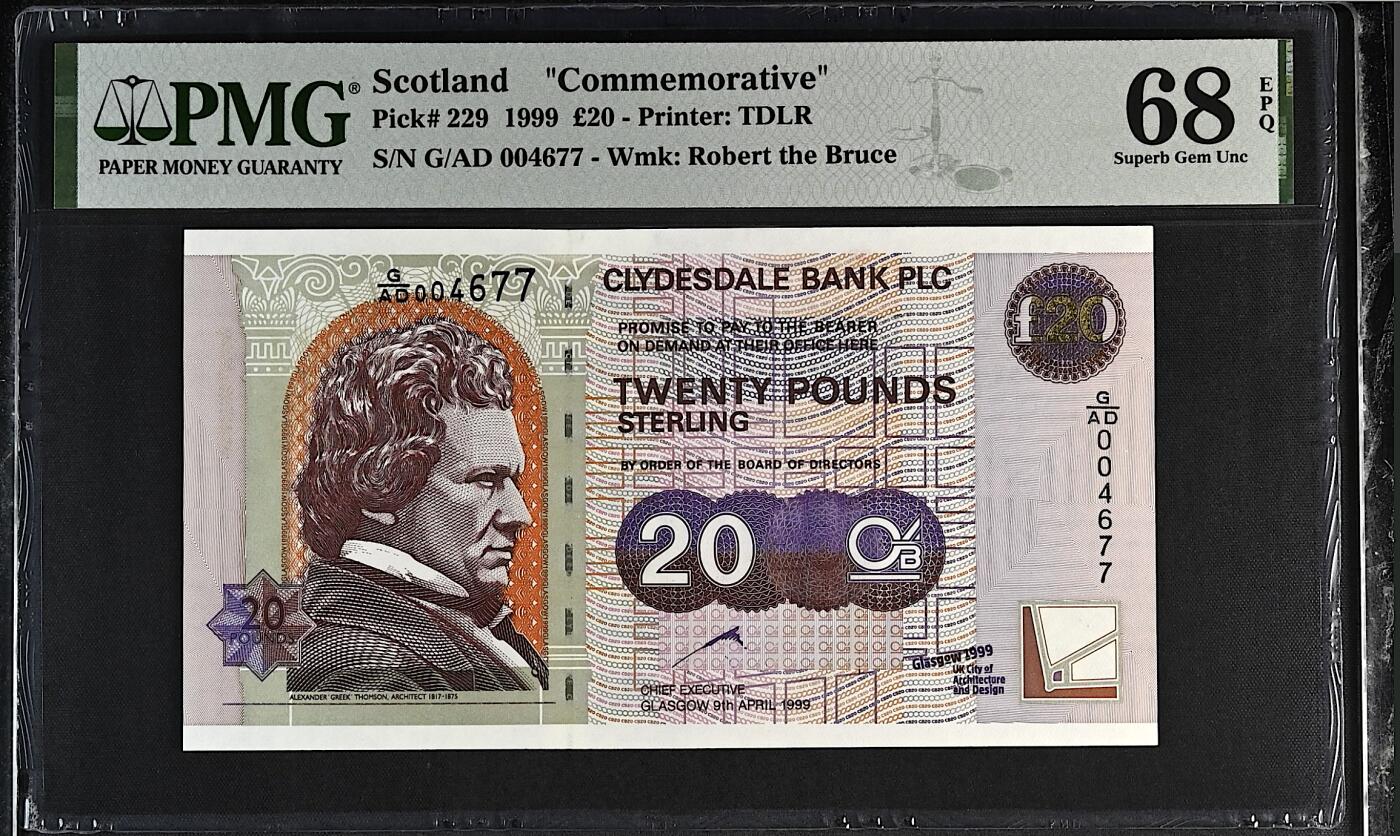 PMG®
PAPER MONEY GUARANTY
Scotland "Commemorative"
Pick# 229 1999 £20 - Printer: TDLR
S/N G/AD 004677 - Wmk: Robert the Bruce
68
EPQ
Superb Gem Unc
G/AD 004677
CLYDESDALE BANK PLC
PROMISE TO PAY TO THE BEARER
ON DEMAND AT THEIR OFFICE HERE
TWENTY POUNDS
STERLING
BY ORDER OF THE BOARD OF DIRECTORS
£20
G/AD 004677
20
CB
20
POUNDS
CHIEF EXECUTIVE
GLASGOW 9th APRIL 1999
Glasgow 1999
UK City of
Architecture
and Design
ALEXANDER 'GREEK' THOMSON, ARCHITECT 1817-1875